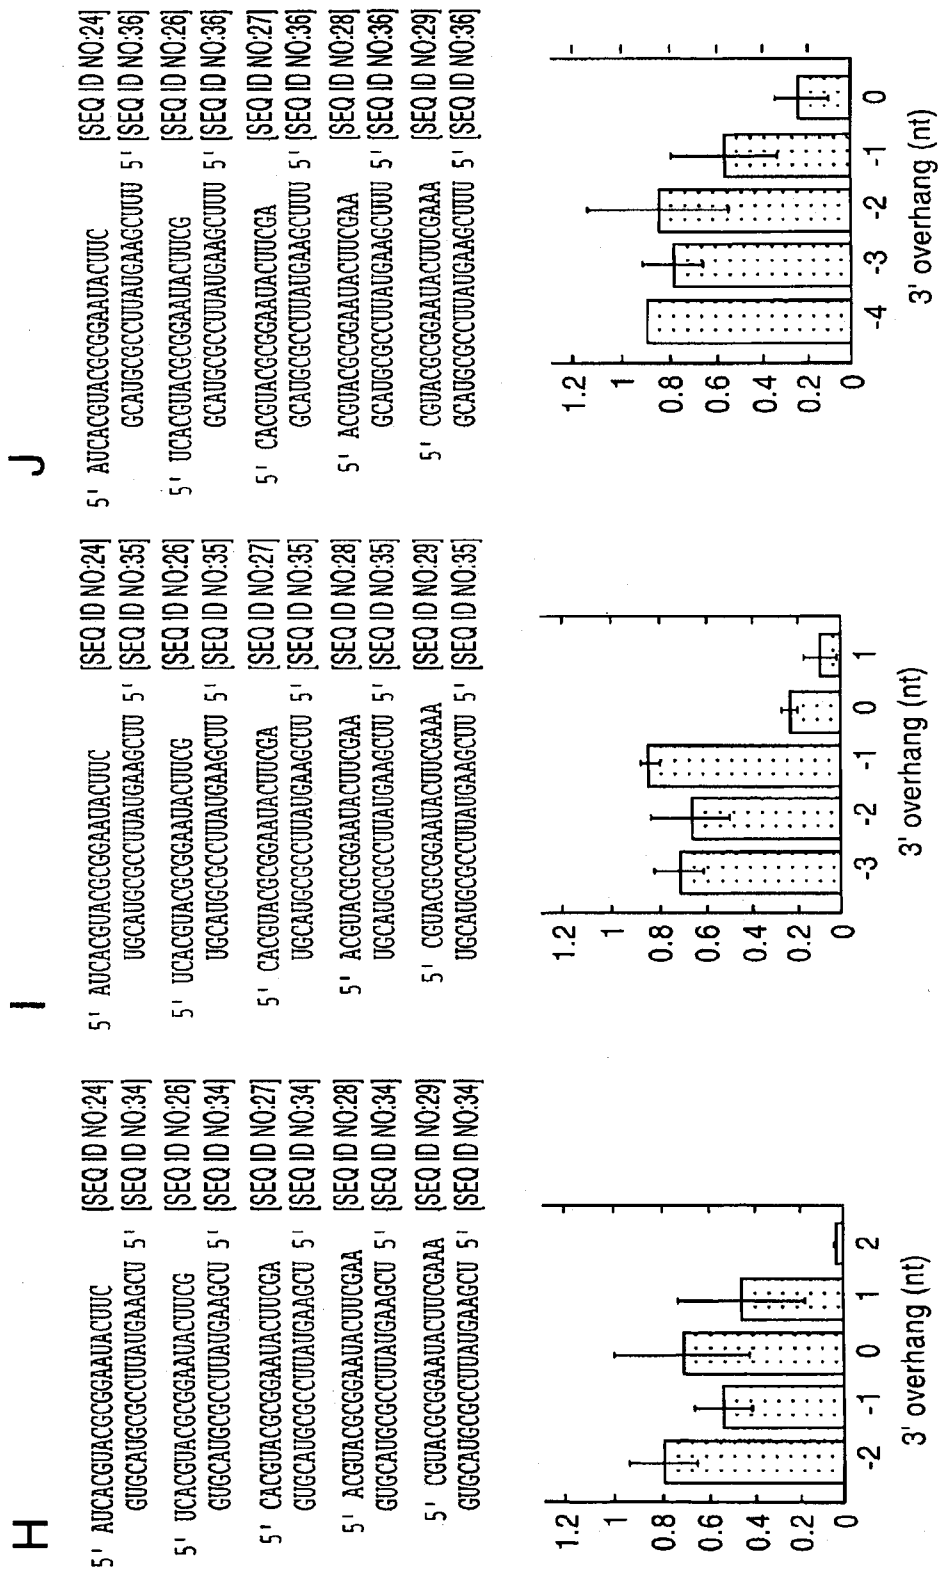 H
5' AUCACGUACGCGGAAUACUUC [SEQ ID NO:24]
GUGCAUGCGCCUUAUGAAGCU 5' [SEQ ID NO:34]
5' UCACGUACGCGGAAUACUUCG [SEQ ID NO:26]
GUGCAUGCGCCUUAUGAAGCU 5' [SEQ ID NO:34]
5' CACGUACGCGGAAUACUUCGA [SEQ ID NO:27]
GUGCAUGCGCCUUAUGAAGCU 5' [SEQ ID NO:34]
5' ACGUACGCGGAAUACUUCGAA [SEQ ID NO:28]
GUGCAUGCGCCUUAUGAAGCU 5' [SEQ ID NO:34]
5' CGUACGCGGAAUACUUCGAAA [SEQ ID NO:29]
GUGCAUGCGCCUUAUGAAGCU 5' [SEQ ID NO:34]
1.2
1
0.8
0.6
0.4
0.2
0
-2 -1 0 1 2
3' overhang (nt)
I
5' AUCACGUACGCGGAAUACUUC [SEQ ID NO:24]
UGCAUGCGCCUUAUGAAGCUU 5' [SEQ ID NO:35]
5' UCACGUACGCGGAAUACUUCG [SEQ ID NO:26]
UGCAUGCGCCUUAUGAAGCUU 5' [SEQ ID NO:35]
5' CACGUACGCGGAAUACUUCGA [SEQ ID NO:27]
UGCAUGCGCCUUAUGAAGCUU 5' [SEQ ID NO:35]
5' ACGUACGCGGAAUACUUCGAA [SEQ ID NO:28]
UGCAUGCGCCUUAUGAAGCUU 5' [SEQ ID NO:35]
5' CGUACGCGGAAUACUUCGAAA [SEQ ID NO:29]
UGCAUGCGCCUUAUGAAGCUU 5' [SEQ ID NO:35]
1.2
1
0.8
0.6
0.4
0.2
0
-3 -2 -1 0 1
3' overhang (nt)
J
5' AUCACGUACGCGGAAUACUUC [SEQ ID NO:24]
GCAUGCGCCUUAUGAAGCUUU 5' [SEQ ID NO:36]
5' UCACGUACGCGGAAUACUUCG [SEQ ID NO:26]
GCAUGCGCCUUAUGAAGCUUU 5' [SEQ ID NO:36]
5' CACGUACGCGGAAUACUUCGA [SEQ ID NO:27]
GCAUGCGCCUUAUGAAGCUUU 5' [SEQ ID NO:36]
5' ACGUACGCGGAAUACUUCGAA [SEQ ID NO:28]
GCAUGCGCCUUAUGAAGCUUU 5' [SEQ ID NO:36]
5' CGUACGCGGAAUACUUCGAAA [SEQ ID NO:29]
GCAUGCGCCUUAUGAAGCUUU 5' [SEQ ID NO:36]
1.2
1
0.8
0.6
0.4
0.2
0
-4 -3 -2 -1 0
3' overhang (nt)